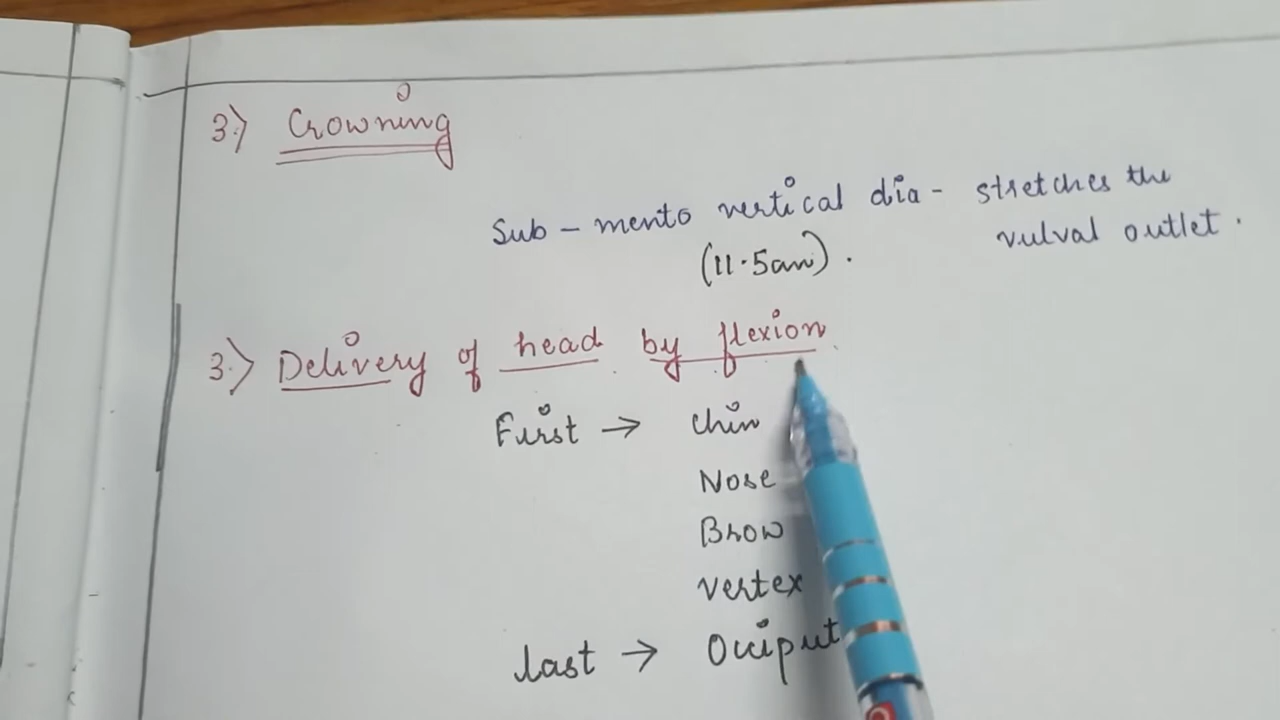 3.) Crowning
Sub-mento vertical dia - stretches the
vulval outlet.
(11.5cm).
3.) Delivery of head by flexion
First → Chin
Nose
Brow
vertex
last → Occiput